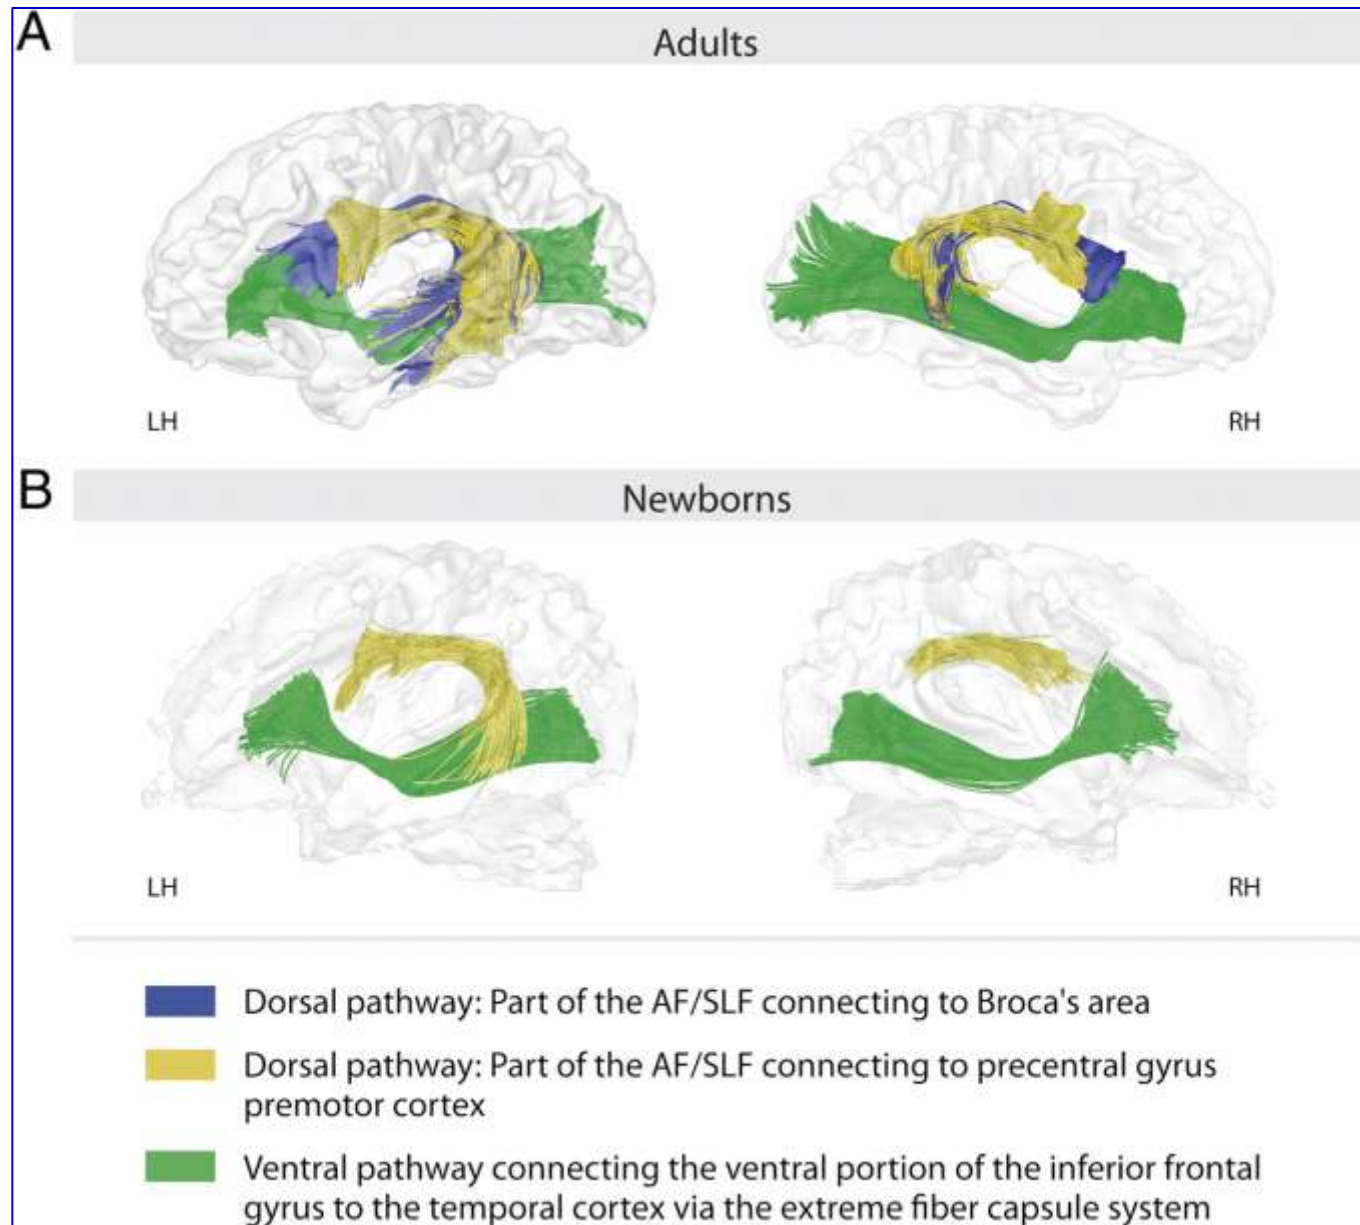 A
Adults
LH
RH
B
Newborns
LH
RH
Dorsal pathway: Part of the AF/SLF connecting to Broca's area
Dorsal pathway: Part of the AF/SLF connecting to precentral gyrus
premotor cortex
Ventral pathway connecting the ventral portion of the inferior frontal
gyrus to the temporal cortex via the extreme fiber capsule system